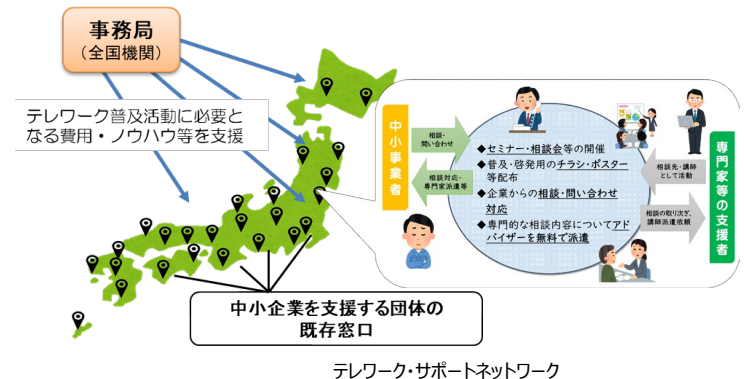 事務局
（全国機関）
テレワーク普及活動に必要と
なる費用・ノウハウ等を支援
中小事業者
相談・
問い合わせ
相談対応・
専門家派遣等
◆セミナー・相談会等の開催
◆普及・啓発用のチラシ・ポスター
等配布
◆企業からの相談・問い合わせ
対応
◆専門的な相談内容についてアド
バイザーを無料で派遣
相談先・講師
として活動
相談の取り次ぎ、
講師派遣依頼
専門家等の支援者
中小企業を支援する団体の
既存窓口
テレワーク・サポートネットワーク